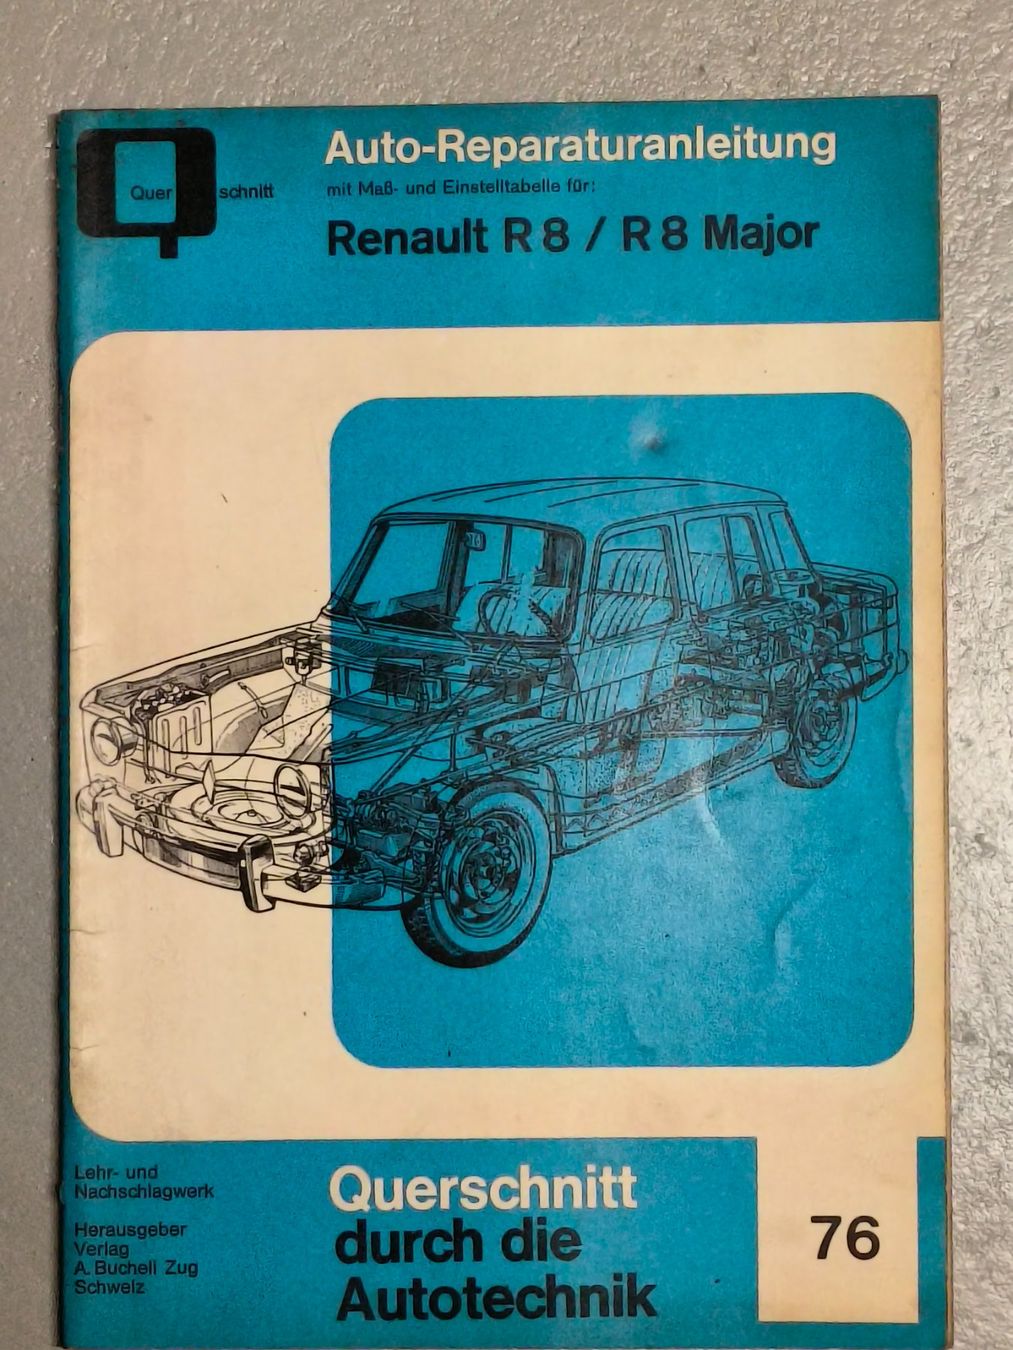 Auto-Reparaturanleitung
Quer schnitt
mit Maß- und Einstelltabelle für:
Renault R 8 / R 8 Major
Lehr- und
Nachschlagwerk
Herausgeber
Verlag
A. Bucheli Zug
Schweiz
Querschnitt
durch die
Autotechnik
76